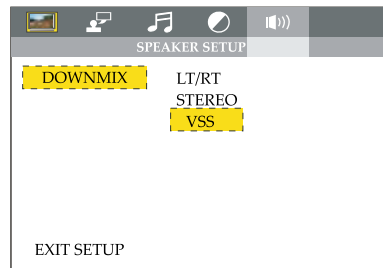 SPEAKER SETUP
DOWNMIX LT/RT
STEREO
VSS
EXIT SETUP